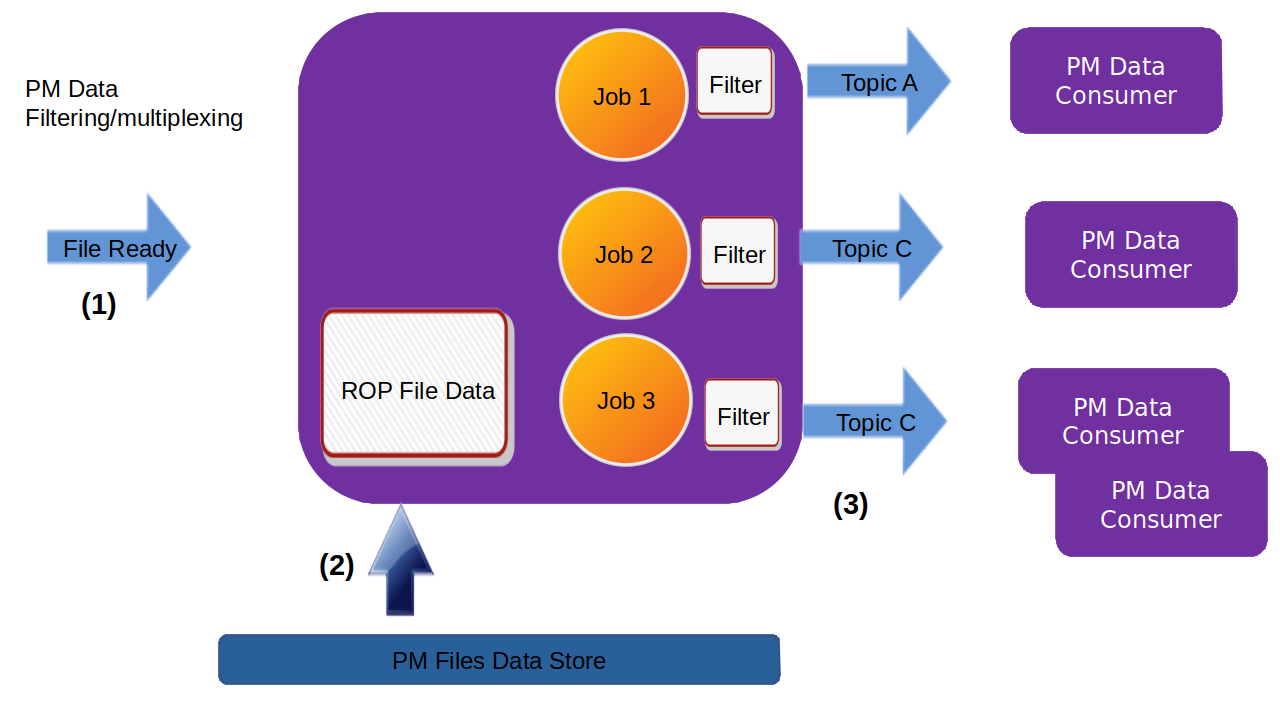 PM Data
Filtering/multiplexing
File Ready
(1)
Job 1
Filter
Topic A
PM Data
Consumer
Job 2
Filter
Topic C
PM Data
Consumer
ROP File Data
Job 3
Filter
Topic C
PM Data
Consumer
PM Data
Consumer
(3)
(2)
PM Files Data Store